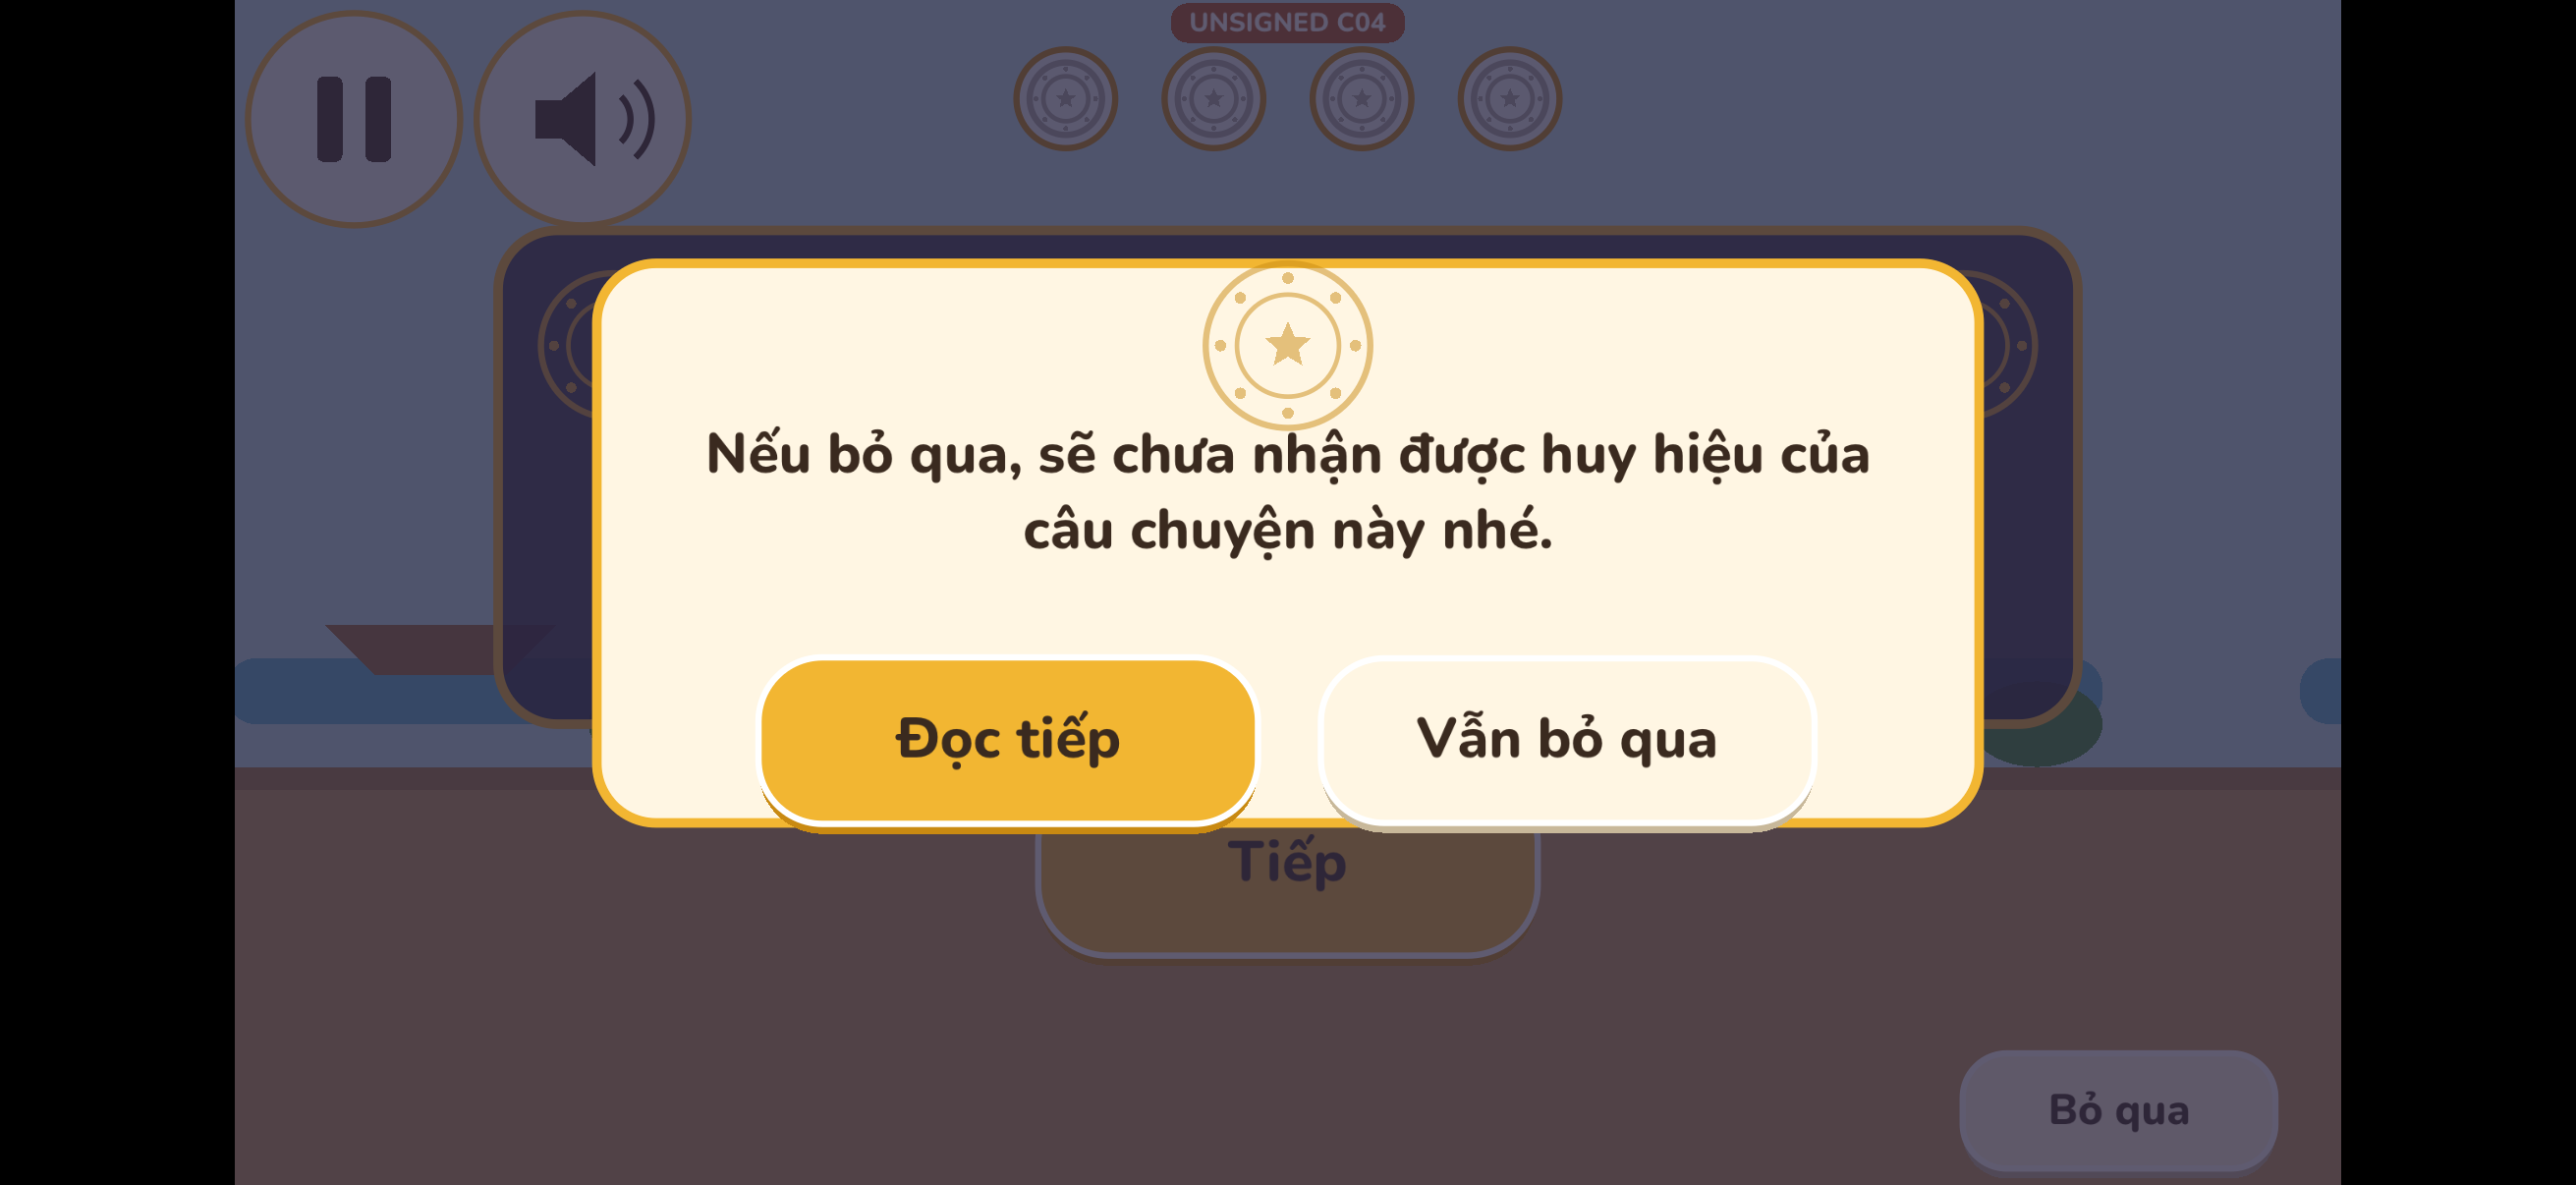 UNSIGNED C04
Nếu bỏ qua, sẽ chưa nhận được huy hiệu của
câu chuyện này nhé.
Đọc tiếp
Vẫn bỏ qua
Tiếp
Bỏ qua